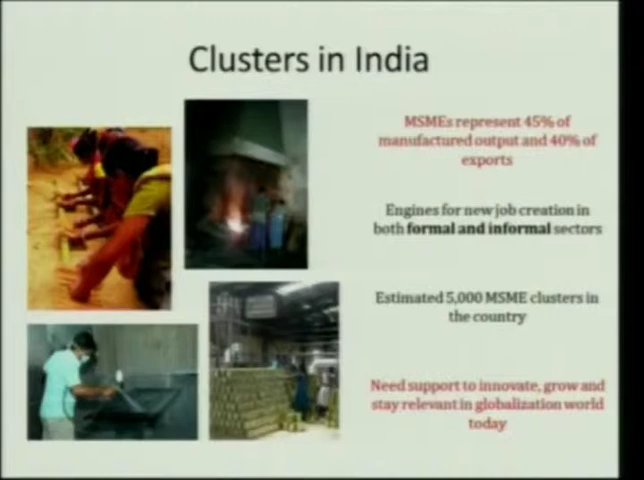 Clusters in India
MSMEs represent 45% of
manufactured output and 40% of
exports
Engines for new job creation in
both formal and informal sectors
Estimated 5,000 MSME clusters in
the country
Need support to innovate, grow and
stay relevant in globalization world
today